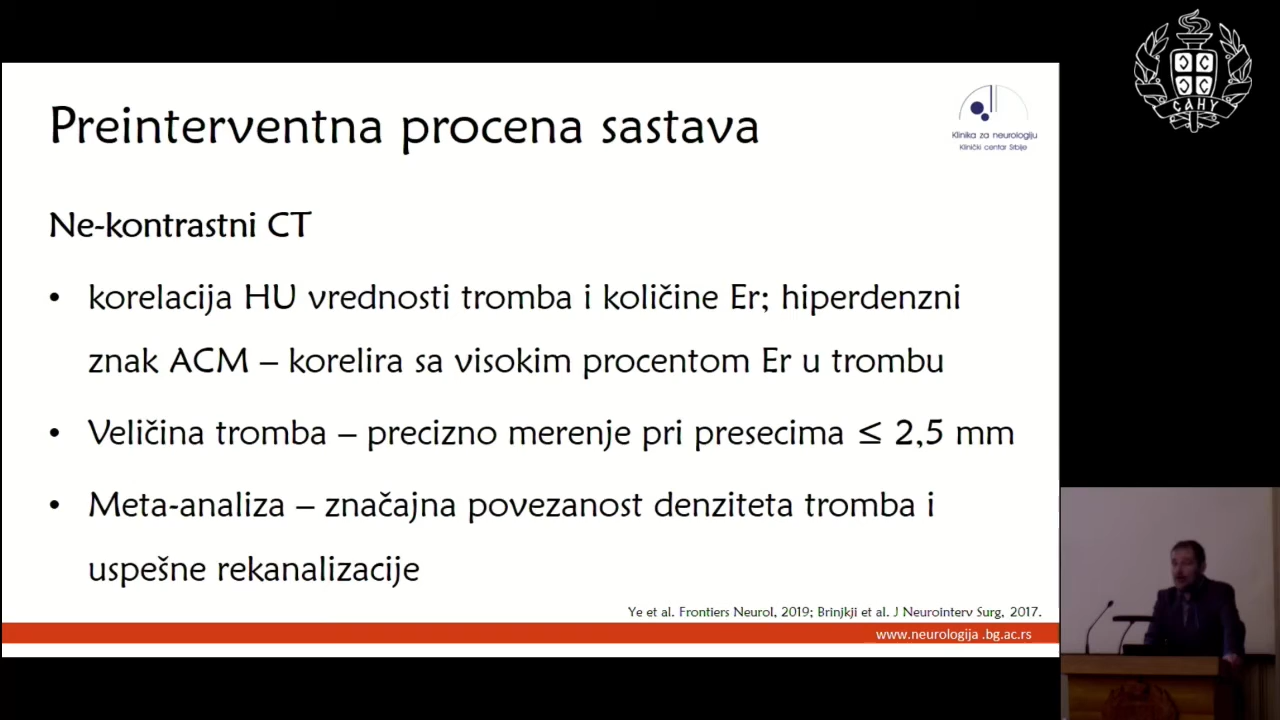 Preinterventna procena sastava
Klinika za neurologiju
Klinički centar Srbije
Ne-kontrastni CT
• korelacija HU vrednosti tromba i količine Er; hiperdenzni
znak ACM – korelira sa visokim procentom Er u trombu
• Veličina tromba – precizno merenje pri presecima ≤ 2,5 mm
• Meta-analiza – značajna povezanost denziteta tromba i
uspešne rekanalizacije
Ye et al. Frontiers Neurol, 2019; Brinjkji et al. J Neurointerv Surg, 2017.
www.neurologija .bg.ac.rs
САНУ